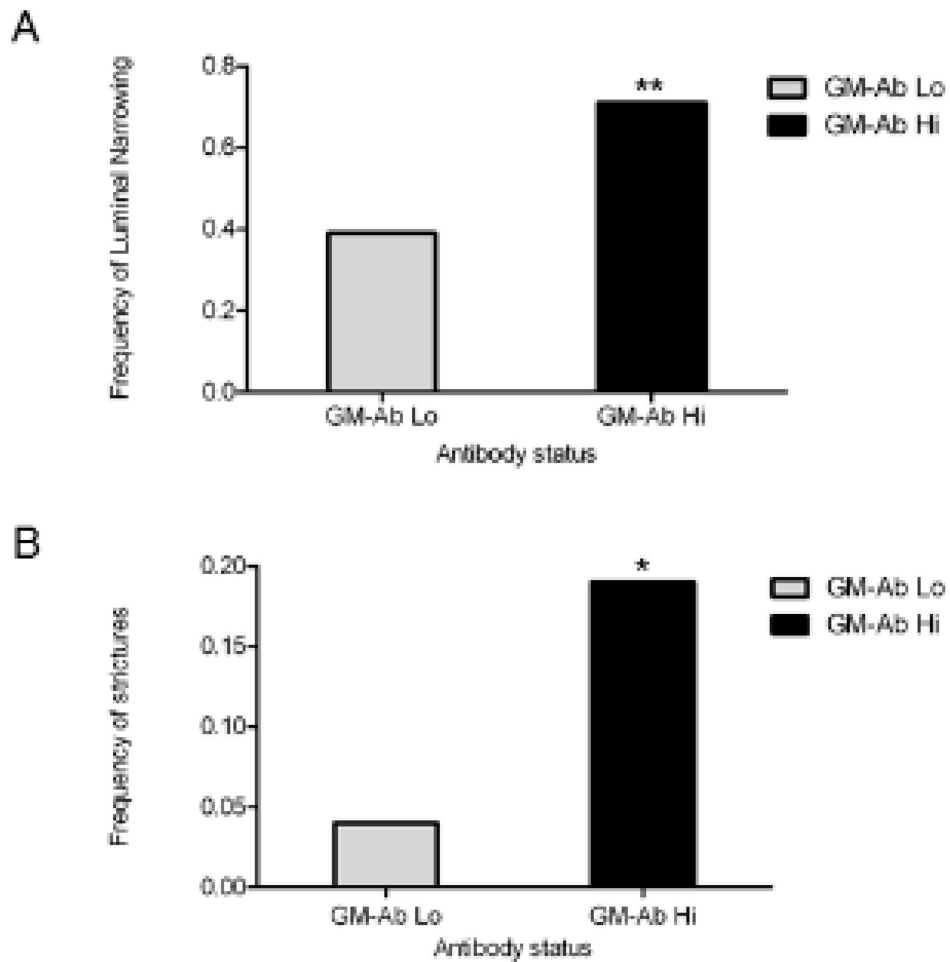 A
Frequency of Luminal Narrowing
0.8
0.6
0.4
0.2
0.0
**
GM-Ab Lo
GM-Ab Hi
GM-Ab Lo
GM-Ab Hi
Antibody status
B
Frequency of strictures
0.20
0.15
0.10
0.05
0.00
*
GM-Ab Lo
GM-Ab Hi
GM-Ab Lo
GM-Ab Hi
Antibody status